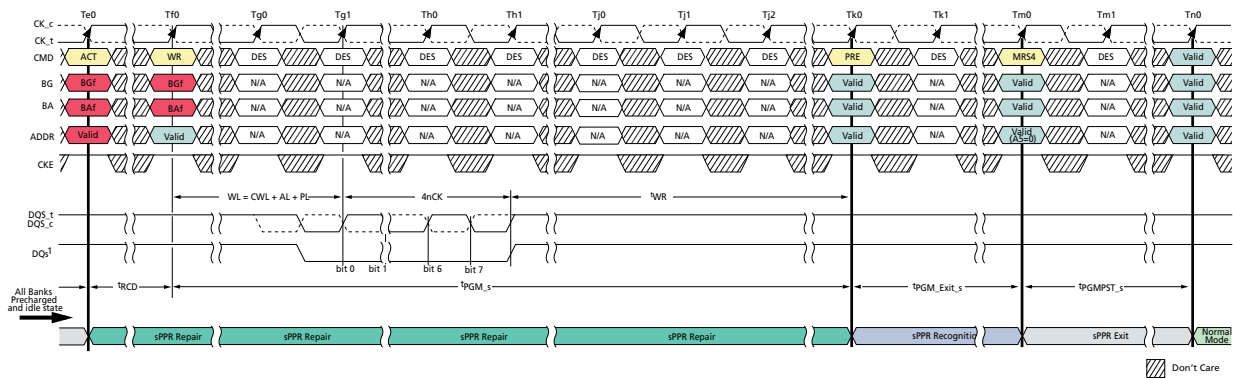 Te0 Tf0 Tg0 Tg1 Th0 Th1 Tj0 Tj1 Tj2 Tk0 Tk1 Tm0 Tm1 Tn0
CK_c
CK_t
CMD ACT WR DES DES DES DES DES DES DES PRE DES MRS4 DES Valid
BG BGf BGf N/A N/A N/A N/A N/A N/A N/A Valid N/A Valid N/A Valid
BA BAf BAf N/A N/A N/A N/A N/A N/A N/A Valid N/A Valid N/A Valid
ADDR Valid Valid N/A N/A N/A N/A N/A N/A N/A Valid N/A Valid (A5=0) N/A Valid
CKE
WL = CWL + AL + PL 4nCK tWR
DQS_t
DQS_c
DQs1
bit 0 bit 1 bit 6 bit 7
All Banks
Precharged
and idle state
tRCD tPGM_s tPGM_Exit_s tPGMPST_s
sPPR Repair sPPR Repair sPPR Repair sPPR Repair sPPR Recognitic sPPR Exit Normal
Mode
Don't Care